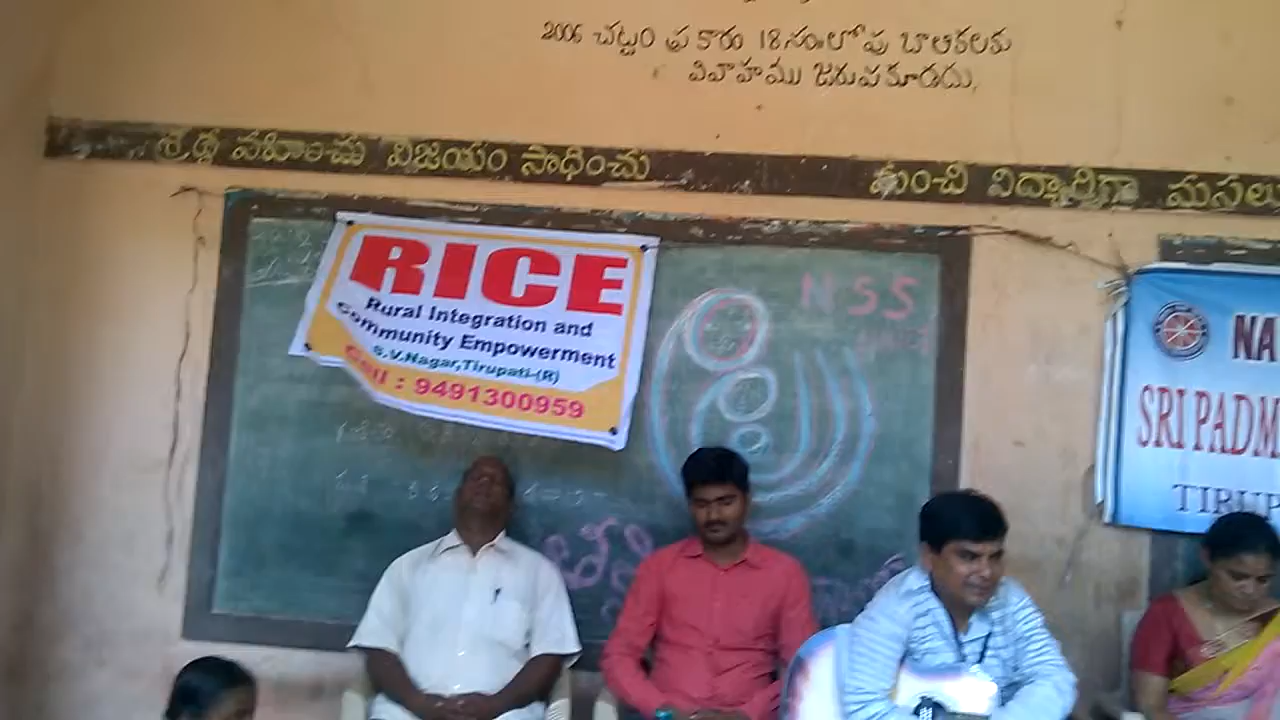 2006 చట్టం ప్రకారం 18సం.లోపు బాలికలకు
వివాహము జరుపకూడదు.
శ్రద్ధ వహించు విజయం సాధించు
మంచి విద్యార్థిగా మసలు
RICE
Rural Integration and
Community Empowerment
S.V.Nagar,Tirupati-(R)
Cell : 9491300959
NSS
NA
SRI PADM
TIRUP